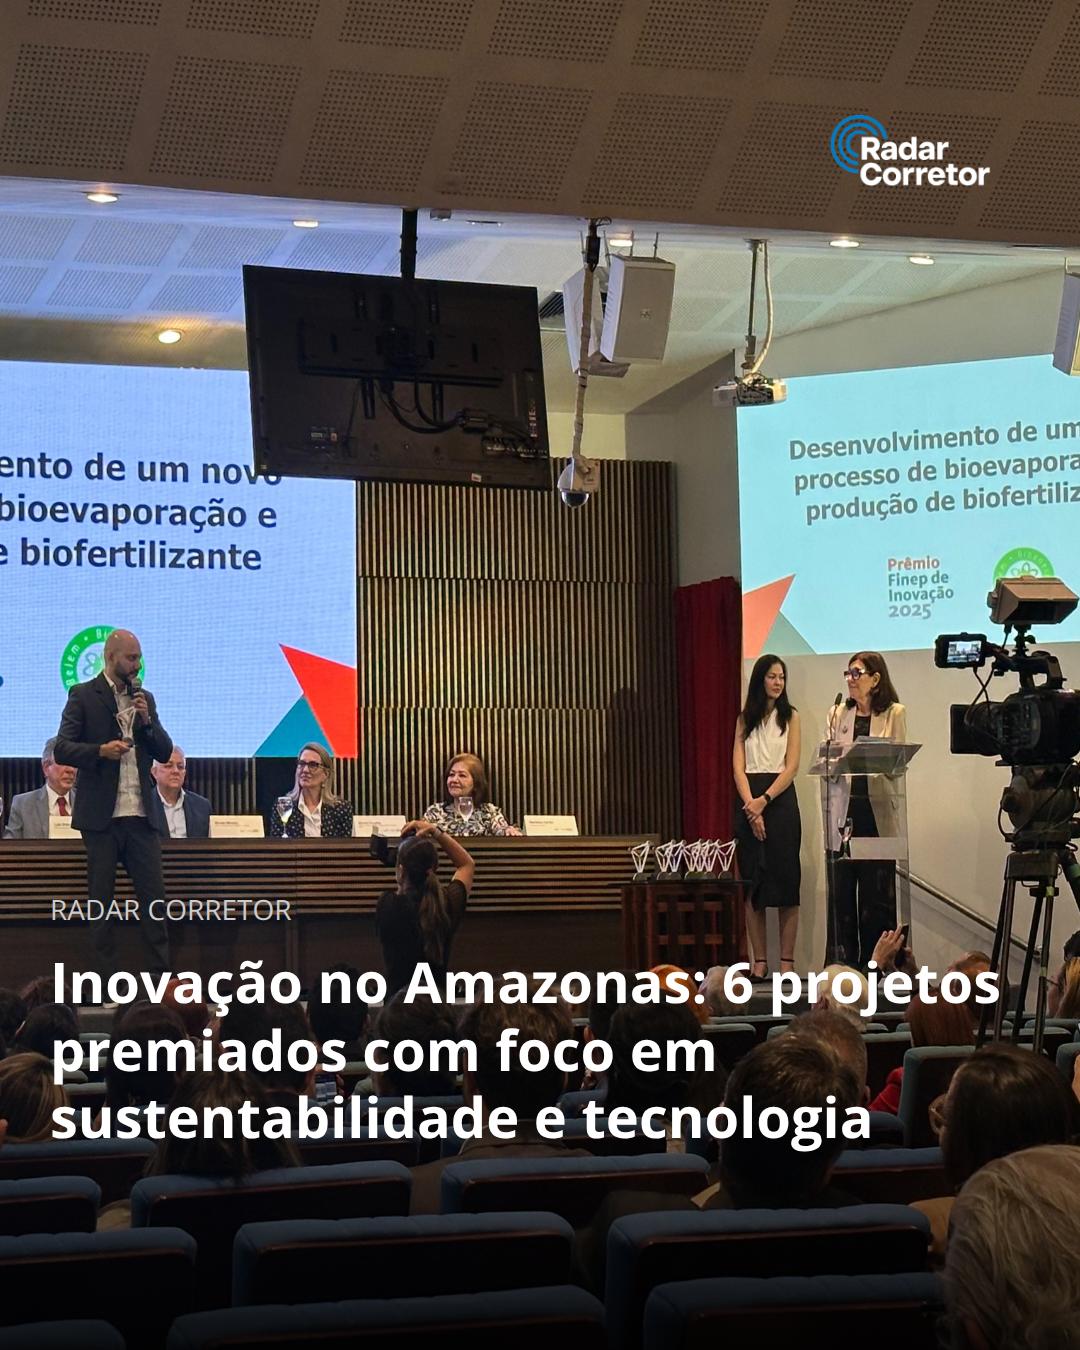 Radar
Corretor
ento de um novo
bioevaporação e
e biofertilizante
Desenvolvimento de um
processo de bioevapora
produção de biofertiliz
Prêmio
Finep de
Inovação
2025
RADAR CORRETOR
Inovação no Amazonas: 6 projetos
premiados com foco em
sustentabilidade e tecnologia